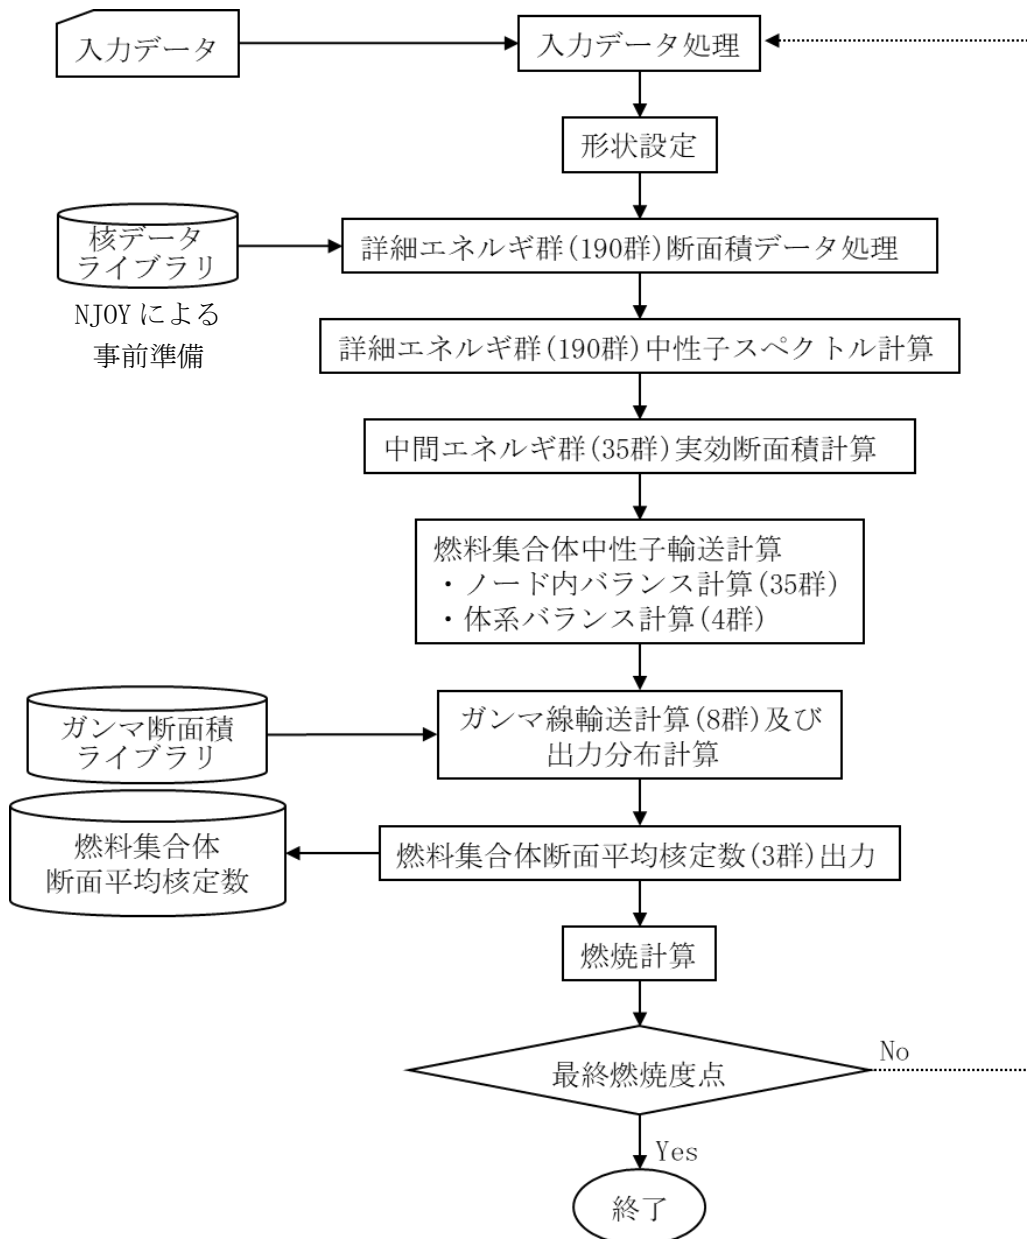 入力データ
入力データ処理
形状設定
核データ
ライブラリ
NJOY による
事前準備
詳細エネルギ群(190群)断面積データ処理
詳細エネルギ群(190群)中性子スペクトル計算
中間エネルギ群(35群)実効断面積計算
燃料集合体中性子輸送計算
・ノード内バランス計算(35群)
・体系バランス計算(4群)
ガンマ断面積
ライブラリ
ガンマ線輸送計算(8群)及び
出力分布計算
燃料集合体
断面平均核定数
燃料集合体断面平均核定数(3群)出力
燃焼計算
最終燃焼度点
No
Yes
終了